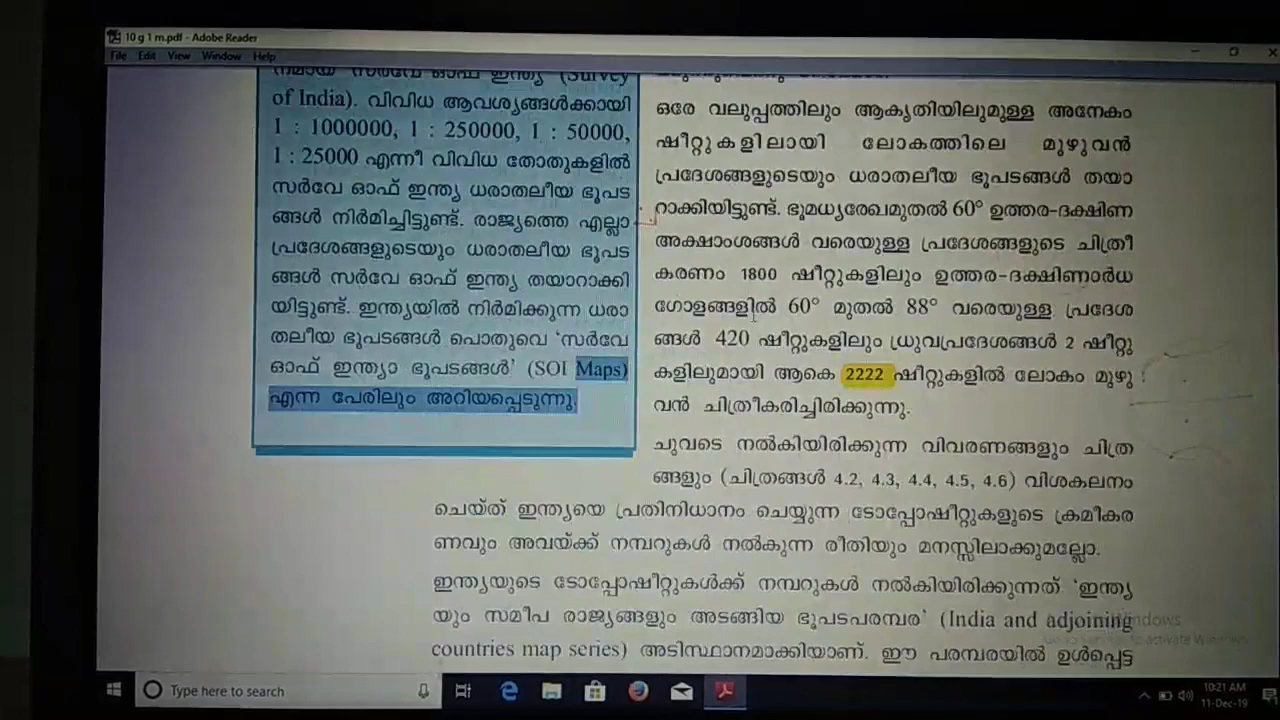 10 g 1 m.pdf - Adobe Reader
File Edit View Window Help
നമായ സർവേ ഓഫ് ഇന്ത്യ (Survey
of India). വിവിധ ആവശ്യങ്ങൾക്കായി
1 : 1000000, 1 : 250000, 1 : 50000,
1 : 25000 എന്നീ വിവിധ തോതുകളിൽ
സർവേ ഓഫ് ഇന്ത്യ ധരാതലീയ ഭൂപട
ങ്ങൾ നിർമിച്ചിട്ടുണ്ട്. രാജ്യത്തെ എല്ലാ
പ്രദേശങ്ങളുടെയും ധരാതലീയ ഭൂപട
ങ്ങൾ സർവേ ഓഫ് ഇന്ത്യ തയാറാക്കി
യിട്ടുണ്ട്. ഇന്ത്യയിൽ നിർമിക്കുന്ന ധരാ
തലീയ ഭൂപടങ്ങൾ പൊതുവെ ‘സർവേ
ഓഫ് ഇന്ത്യാ ഭൂപടങ്ങൾ’ (SOI Maps)
എന്ന പേരിലും അറിയപ്പെടുന്നു.
ഒരേ വലുപ്പത്തിലും ആകൃതിയിലുമുള്ള അനേകം
ഷീറ്റുകളിലായി ലോകത്തിലെ മുഴുവൻ
പ്രദേശങ്ങളുടെയും ധരാതലീയ ഭൂപടങ്ങൾ തയാ
റാക്കിയിട്ടുണ്ട്. ഭൂമധ്യരേഖമുതൽ 60° ഉത്തര-ദക്ഷിണ
അക്ഷാംശങ്ങൾ വരെയുള്ള പ്രദേശങ്ങളുടെ ചിത്രീ
കരണം 1800 ഷീറ്റുകളിലും ഉത്തര-ദക്ഷിണാർധ
ഗോളങ്ങളിൽ 60° മുതൽ 88° വരെയുള്ള പ്രദേശ
ങ്ങൾ 420 ഷീറ്റുകളിലും ധ്രുവപ്രദേശങ്ങൾ 2 ഷീറ്റു
കളിലുമായി ആകെ 2222 ഷീറ്റുകളിൽ ലോകം മുഴു
വൻ ചിത്രീകരിച്ചിരിക്കുന്നു.
ചുവടെ നൽകിയിരിക്കുന്ന വിവരണങ്ങളും ചിത്ര
ങ്ങളും (ചിത്രങ്ങൾ 4.2, 4.3, 4.4, 4.5, 4.6) വിശകലനം
ചെയ്ത് ഇന്ത്യയെ പ്രതിനിധാനം ചെയ്യുന്ന ടോപ്പോഷീറ്റുകളുടെ ക്രമീകര
ണവും അവയ്ക്ക് നമ്പറുകൾ നൽകുന്ന രീതിയും മനസ്സിലാക്കുമല്ലോ.
ഇന്ത്യയുടെ ടോപ്പോഷീറ്റുകൾക്ക് നമ്പറുകൾ നൽകിയിരിക്കുന്നത് ‘ഇന്ത്യ
യും സമീപ രാജ്യങ്ങളും അടങ്ങിയ ഭൂപടപരമ്പര’ (India and adjoining
countries map series) അടിസ്ഥാനമാക്കിയാണ്. ഈ പരമ്പരയിൽ ഉൾപ്പെട്ട
Type here to search
10:21 AM
11-Dec-19